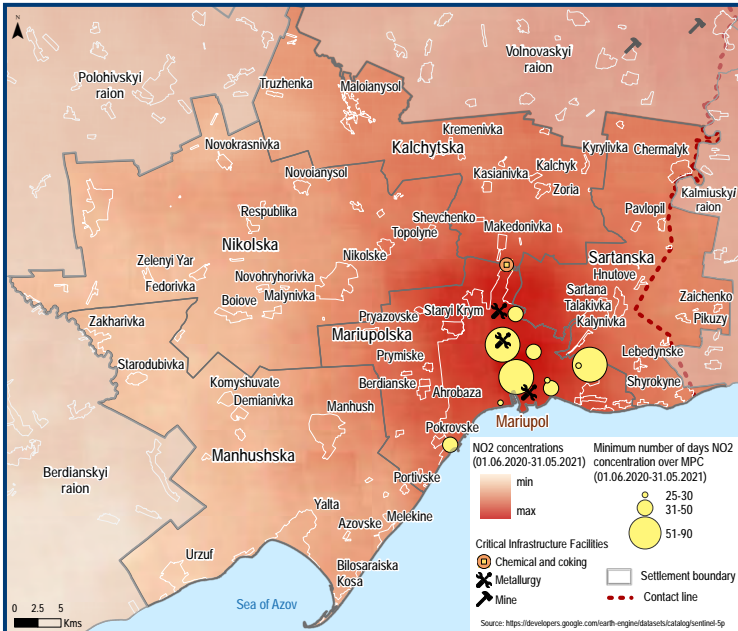 N
Polohivskyi
raion
Truzhenka
Maloianysol
Volnovaskyi
raion
Novokrasnivka
Kremenivka
Kalchytska
Kyrylivka
Chermalyk
Novoianysol
Kasianivka
Kalchyk
Zoria
Kalmiuskyi
raion
Respublika
Shevchenko
Topolyne
Makedonivka
Pavlopil
Nikolska
Nikolske
Sartanska
Hnutove
Zelenyi Yar
Fedorivka
Novohryhorivka
Malynivka
Boiove
Sartana
Talakivka
Kalynivka
Zaichenko
Pikuzy
Zakharivka
Pryazovske
Staryi Krym
Mariupolska
Starodubivka
Prymiske
Lebedynske
Komyshuvate
Demianivka
Berdianske
Shyrokyne
Manhush
Ahrobaza
Mariupol
Pokrovske
Manhushska
Berdianskyi
raion
Portivske
Yalta
Melekine
Azovske
Urzuf
Bilosaraiska
Kosa
Sea of Azov
0 2.5 5
Kms
NO2 concentrations
(01.06.2020-31.05.2021)
min
max
Minimum number of days NO2
concentration over MPC
(01.06.2020-31.05.2021)
25-30
31-50
51-90
Critical Infrastructure Facilities
Chemical and coking
Metallurgy
Mine
Settlement boundary
Contact line
Source: https://developers.google.com/earth-engine/datasets/catalog/sentinel-5p